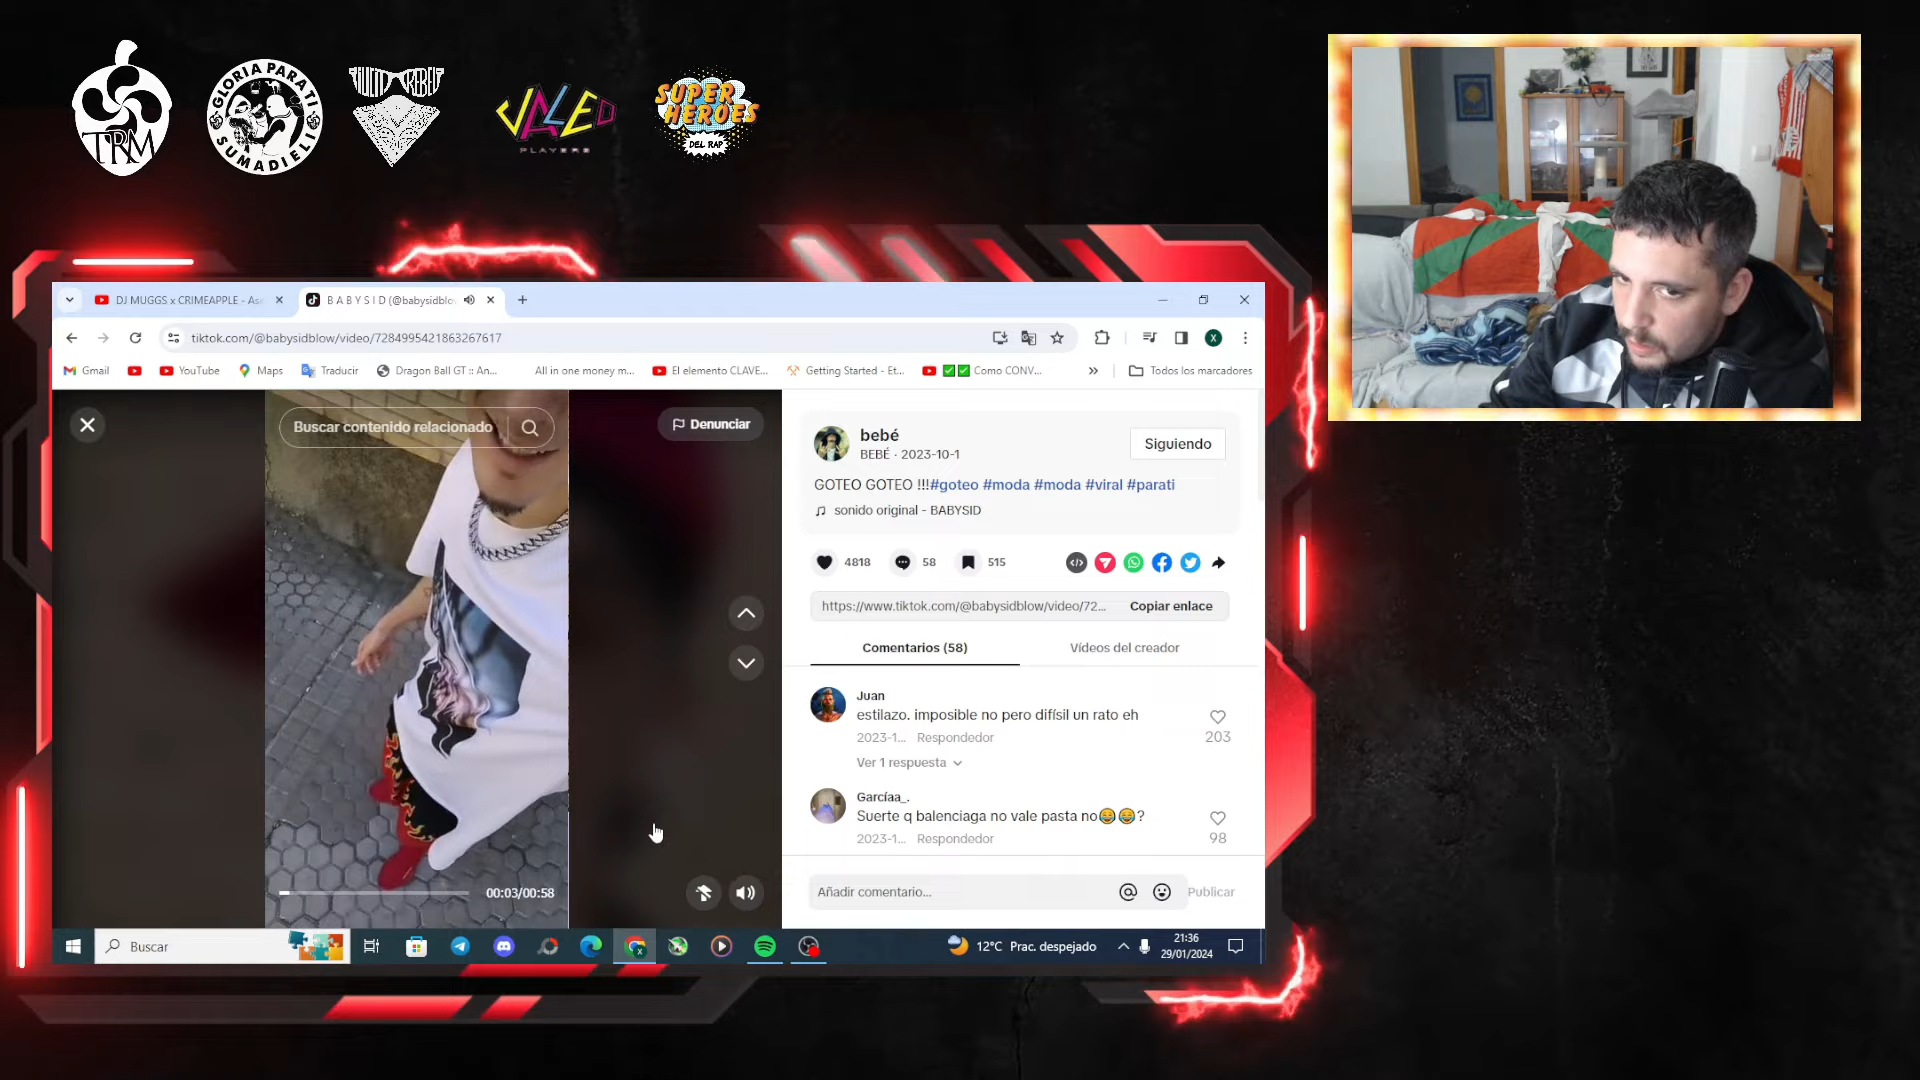 TRM
GLORIA PARATI
SUMADIELI
VALED
PLAYERS
SUPER
HEROES
DEL RAP
DJ MUGGS x CRIMEAPPLE - Ase
B A B Y S I D (@babysidblo
tiktok.com/@babysidblow/video/7284995421863267617
Gmail
YouTube
Maps
Traducir
Dragon Ball GT :: An...
All in one money m...
El elemento CLAVE...
Getting Started - Et...
Como CONV...
»
Todos los marcadores
Buscar contenido relacionado
Denunciar
00:03/00:58
bebé
BEBÉ · 2023-10-1
Siguiendo
GOTEO GOTEO !!!#goteo #moda #moda #viral #parati
sonido original - BABYSID
4818
58
515
https://www.tiktok.com/@babysidblow/video/72...
Copiar enlace
Comentarios (58)
Vídeos del creador
Juan
estilazo. imposible no pero difísil un rato eh
2023-1... Respondedor
203
Ver 1 respuesta
Garcíaa_.
Suerte q balenciaga no vale pasta no😂😂?
2023-1... Respondedor
98
Añadir comentario...
Publicar
Buscar
12°C Prac. despejado
21:36
29/01/2024